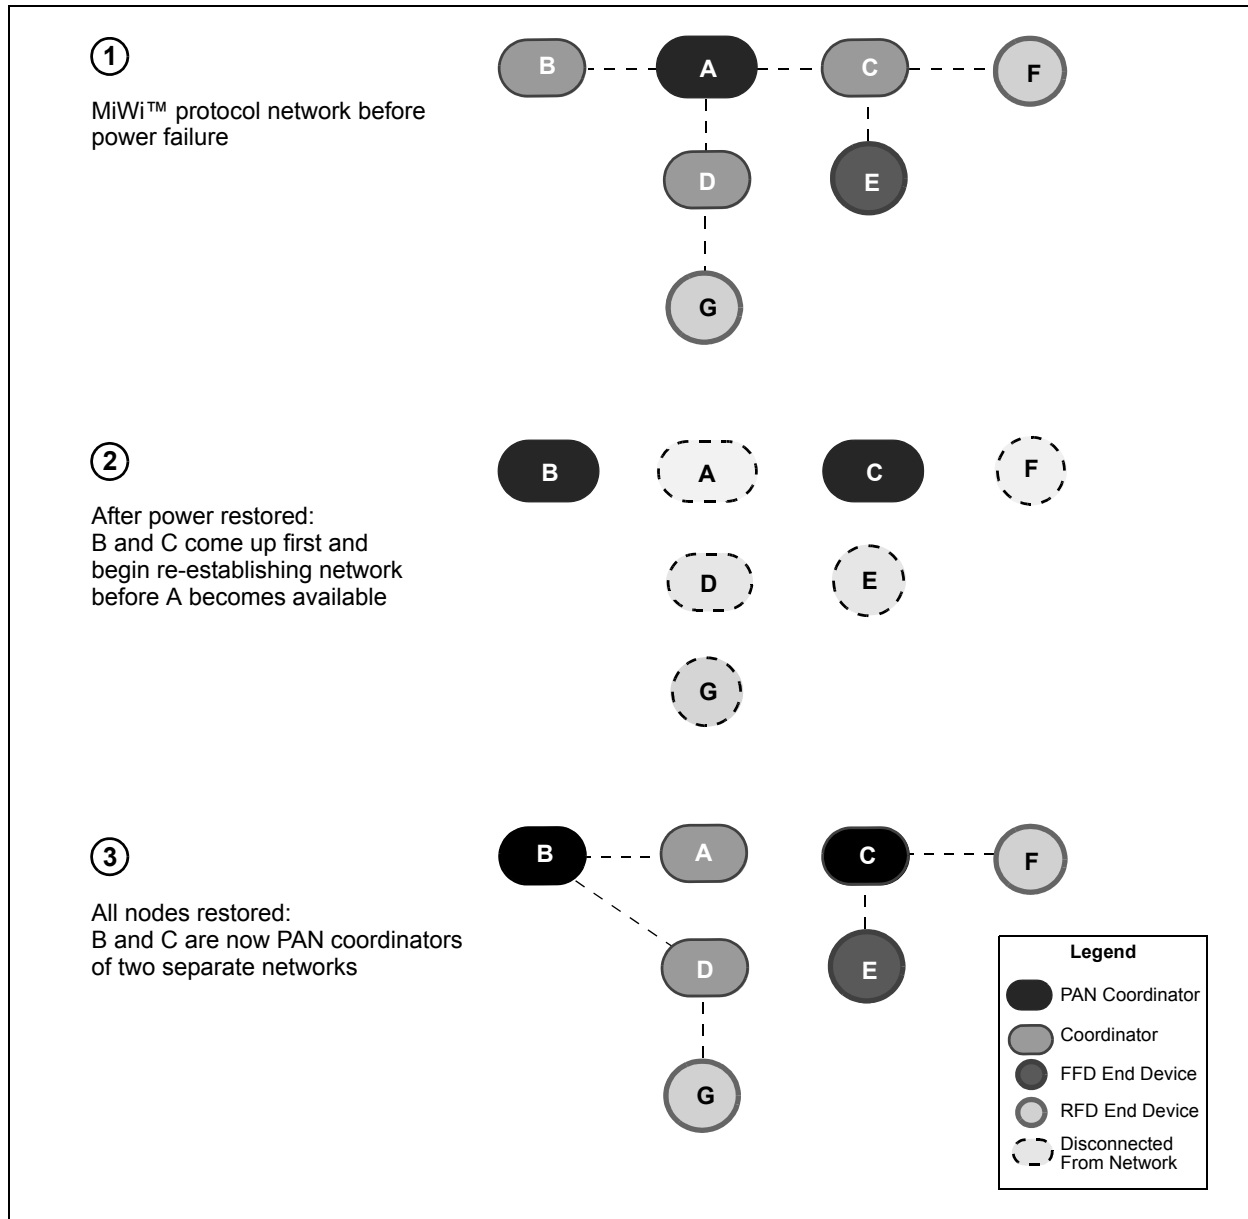 1
B
A
C
F
MiWi™ protocol network before
power failure
D
E
G
2
B
A
C
F
After power restored:
B and C come up first and
begin re-establishing network
before A becomes available
D
E
G
3
B
A
C
F
All nodes restored:
B and C are now PAN coordinators
of two separate networks
D
E
G
Legend
PAN Coordinator
Coordinator
FFD End Device
RFD End Device
Disconnected
From Network